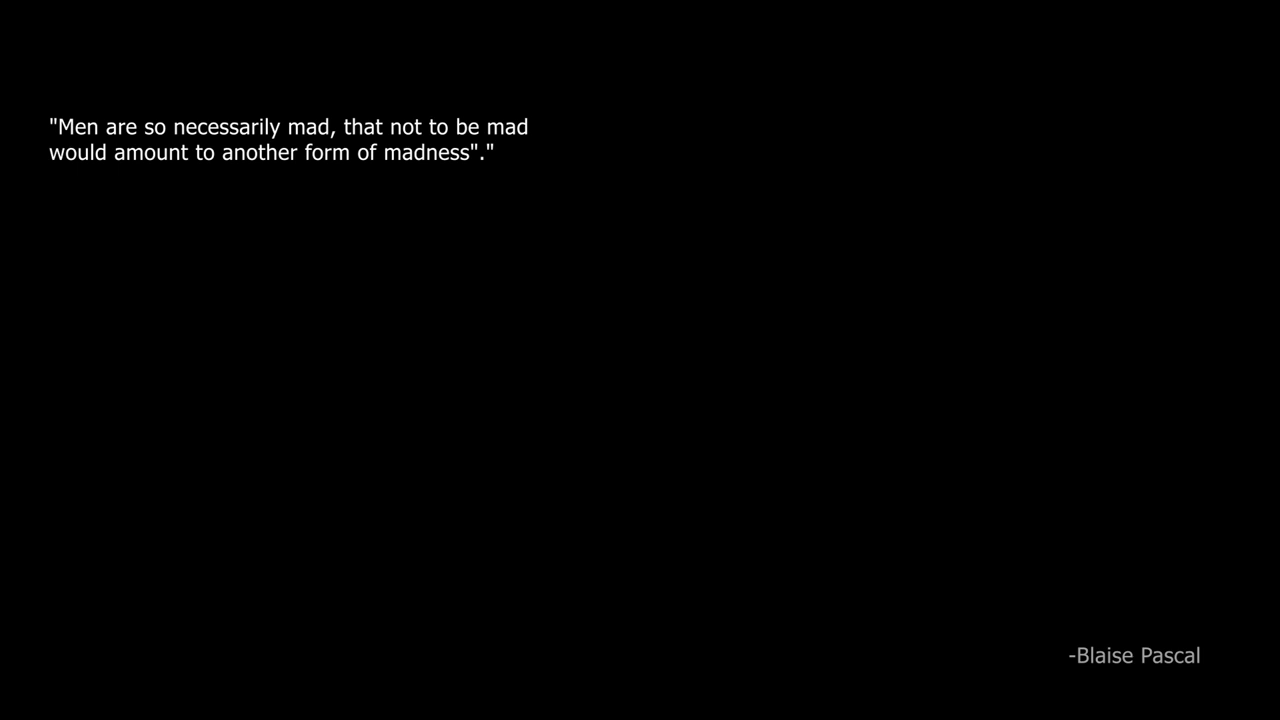 "Men are so necessarily mad, that not to be mad
would amount to another form of madness"."
-Blaise Pascal